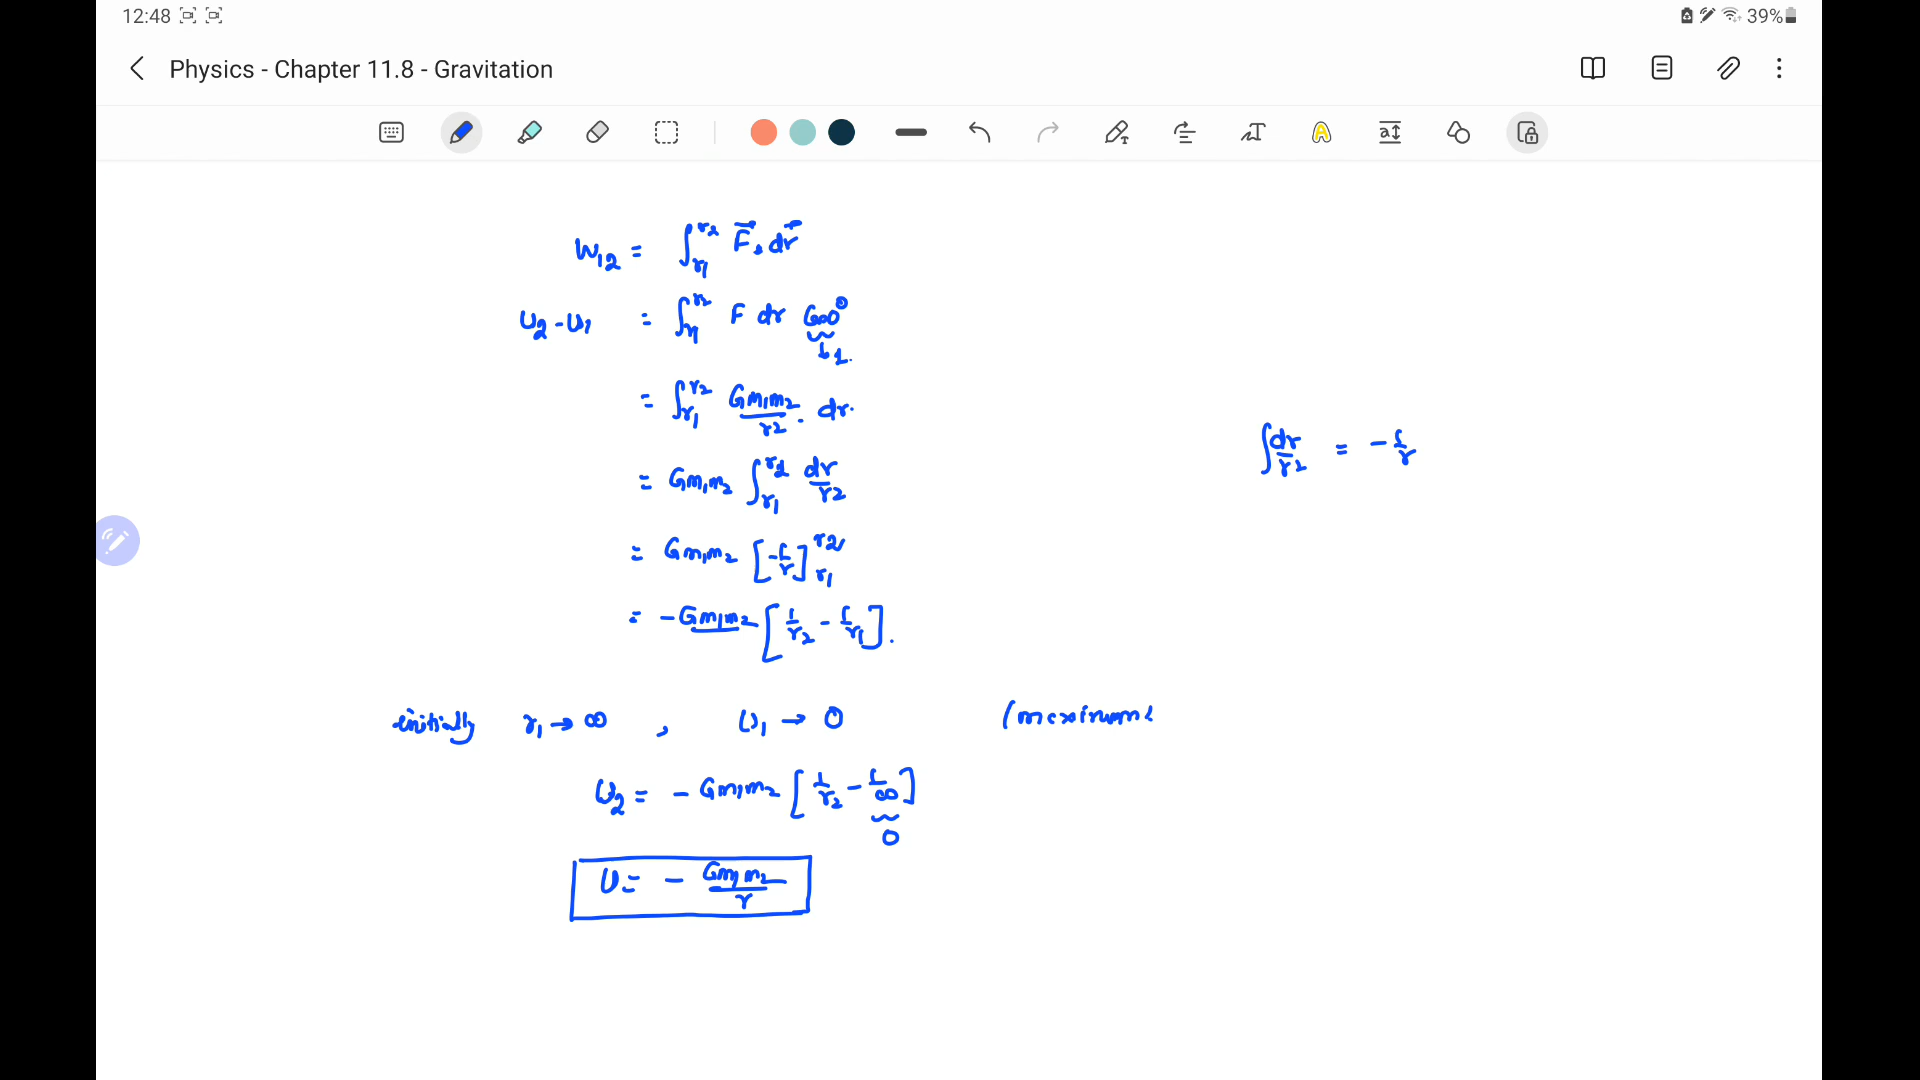 12:48 39%
Physics - Chapter 11.8 - Gravitation
W₁₂ = ∫_{r₁}^{r₂} F⃗ . dr⃗
U₂ - U₁ = ∫_{r₁}^{r₂} F dr Cos0°
↓ 1.
= ∫_{r₁}^{r₂} Gm₁m₂/r² . dr.
= Gm₁m₂ ∫_{r₁}^{r₂} dr/r²
∫ dr/r² = - 1/r
= Gm₁m₂ [-1/r]_{r₁}^{r₂}
= - Gm₁m₂ [1/r₂ - 1/r₁].
initially r₁ → ∞ , U₁ → 0 (maximum
U₂ = - Gm₁m₂ [1/r₂ - 1/∞]
0
U = - Gm₁m₂/r